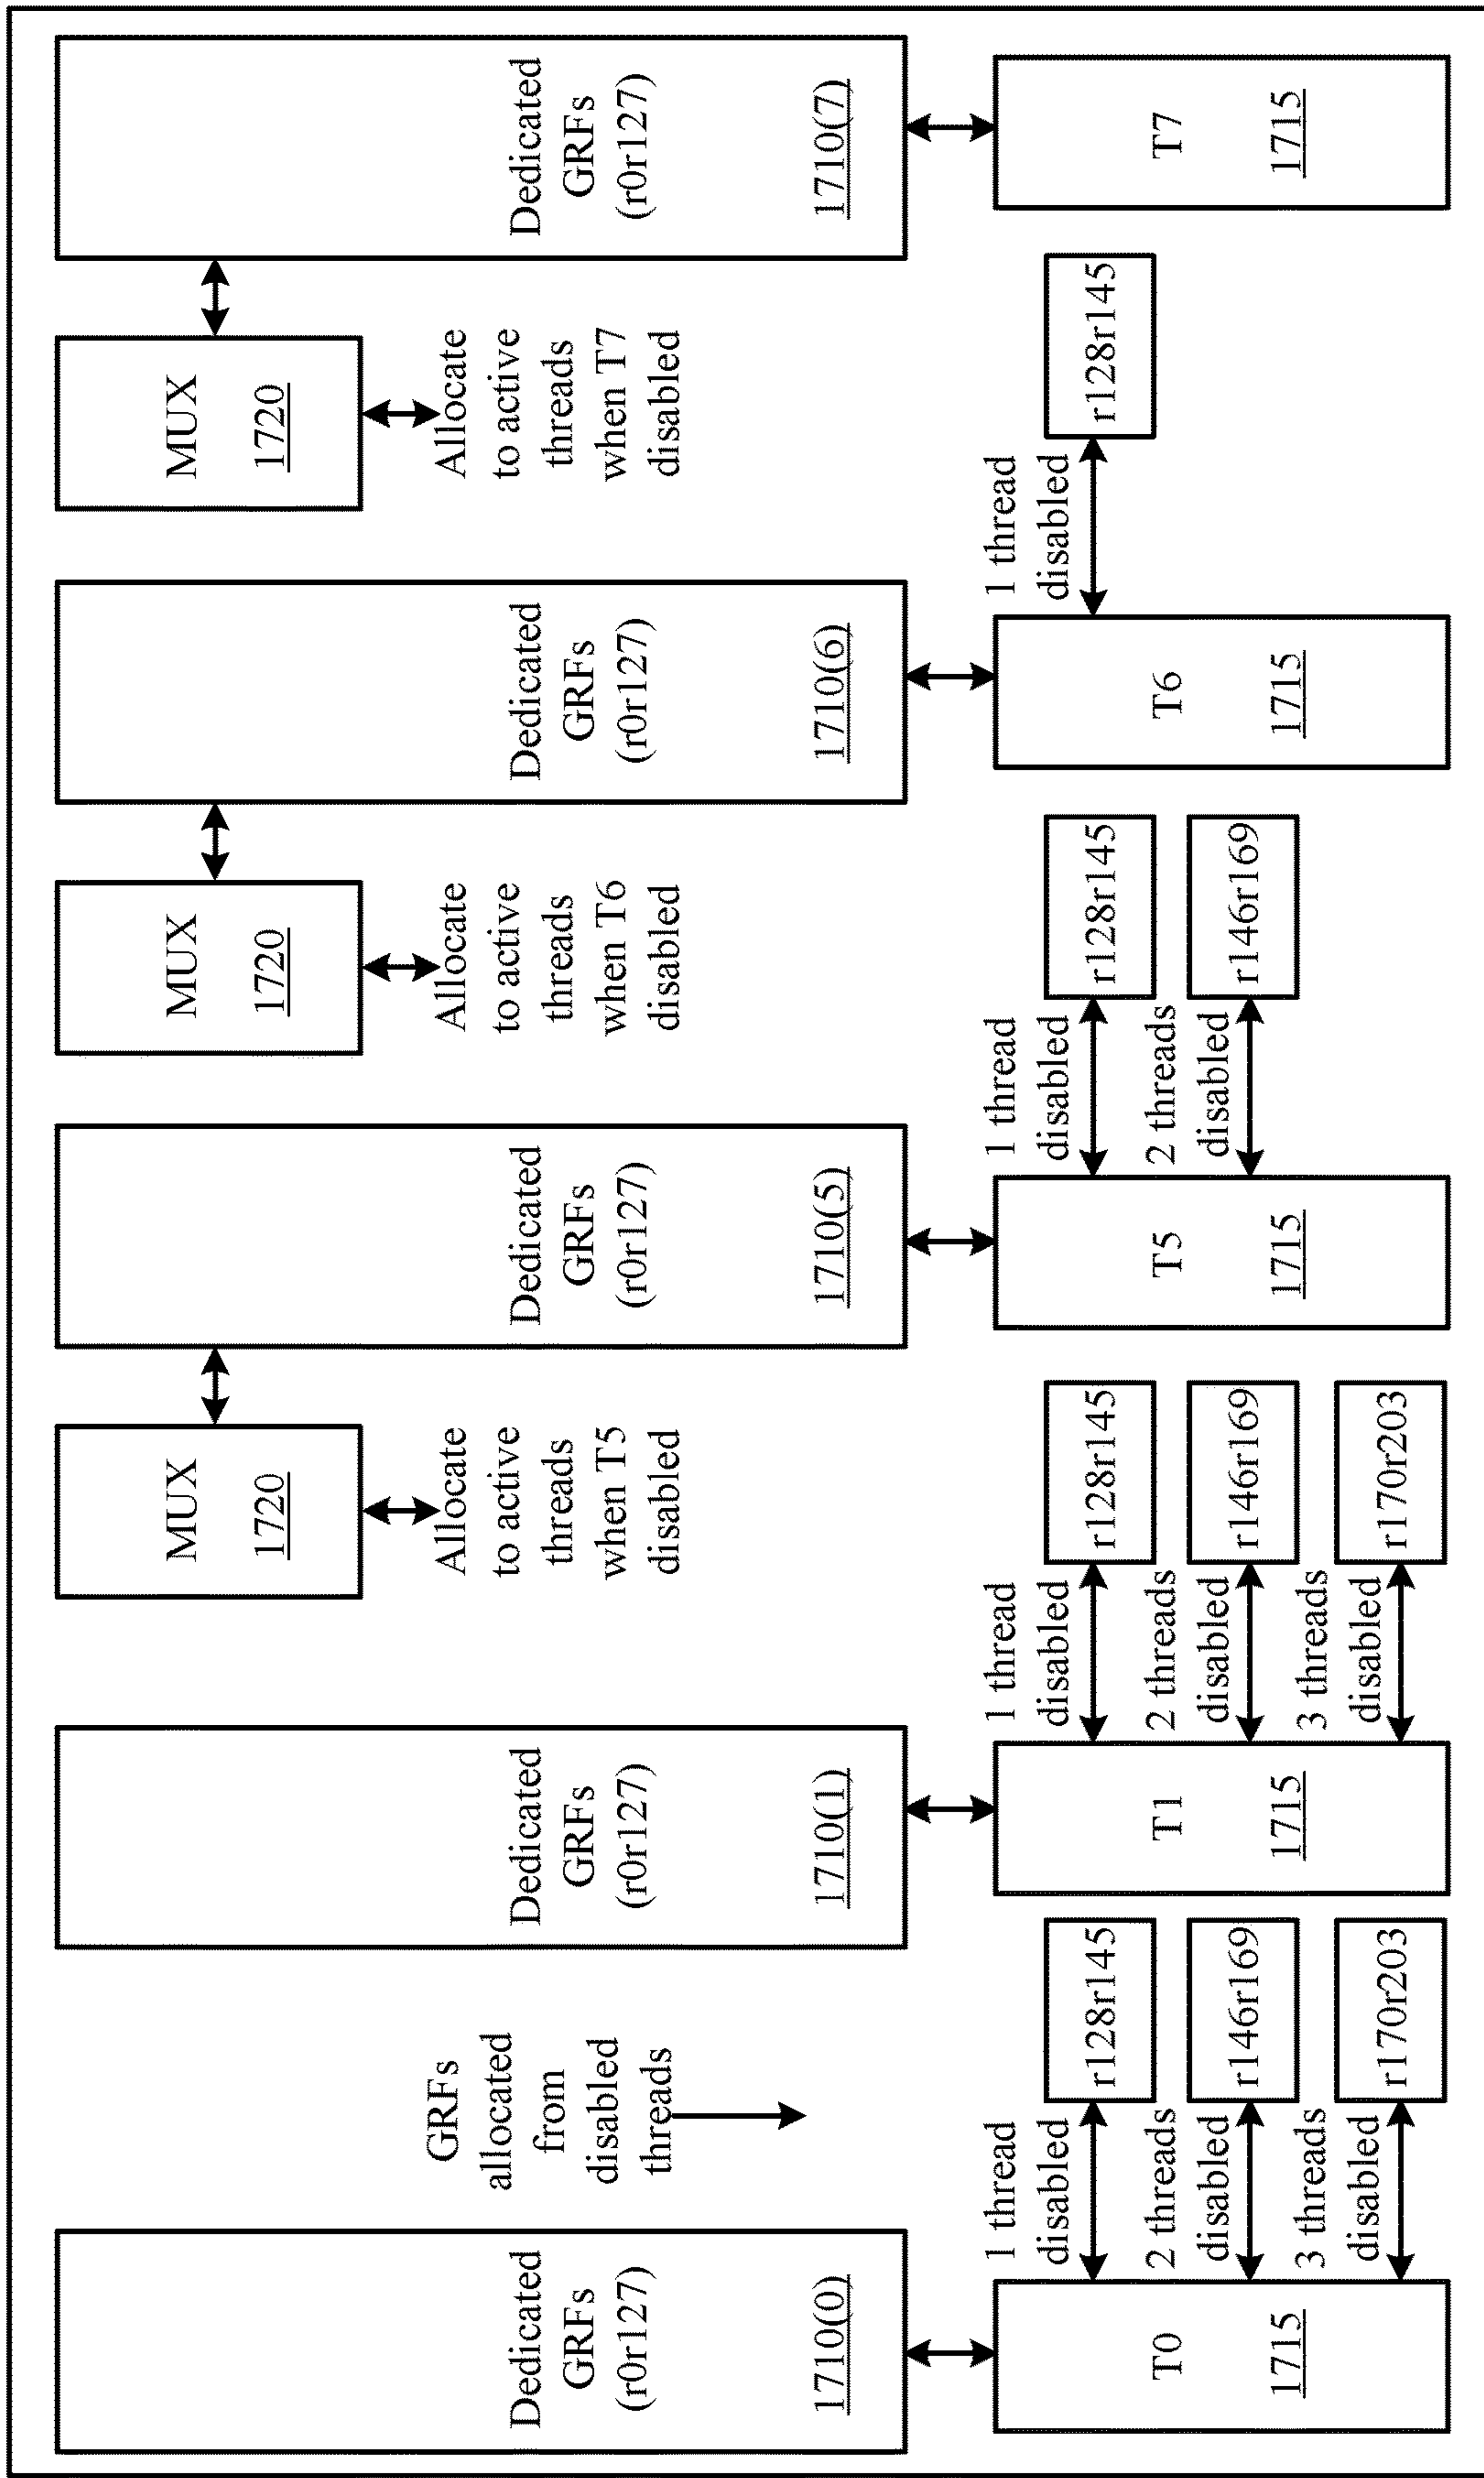 Dedicated
GRFs
(r0r127)
1710(0)
GRFs
allocated
from
disabled
threads
Dedicated
GRFs
(r0r127)
1710(1)
MUX
1720
Allocate
to active
threads
when T5
disabled
Dedicated
GRFs
(r0r127)
1710(5)
MUX
1720
Allocate
to active
threads
when T6
disabled
Dedicated
GRFs
(r0r127)
1710(6)
MUX
1720
Allocate
to active
threads
when T7
disabled
Dedicated
GRFs
(r0r127)
1710(7)
T0
1715
1 thread
disabled
r128r145
2 threads
disabled
r146r169
3 threads
disabled
r170r203
T1
1715
1 thread
disabled
r128r145
2 threads
disabled
r146r169
3 threads
disabled
r170r203
T5
1715
1 thread
disabled
r128r145
2 threads
disabled
r146r169
T6
1715
1 thread
disabled
r128r145
T7
1715